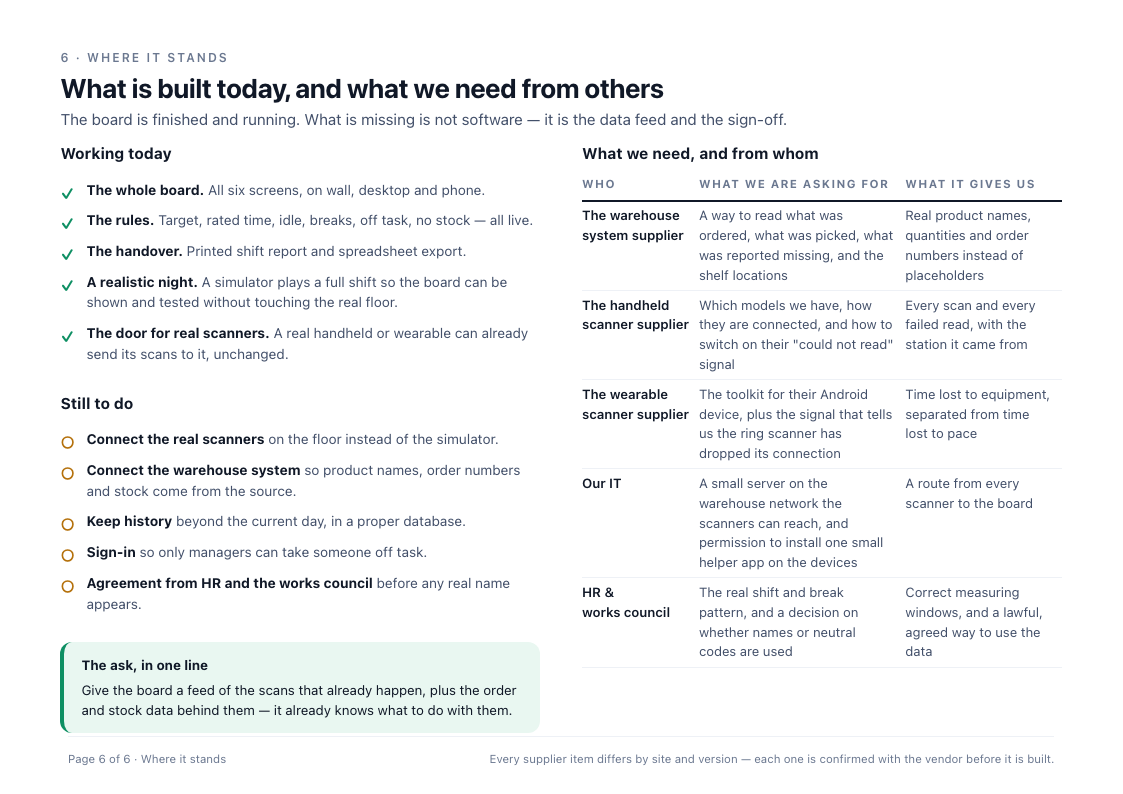 6 · WHERE IT STANDS
What is built today, and what we need from others
The board is finished and running. What is missing is not software — it is the data feed and the sign-off.
Working today
The whole board. All six screens, on wall, desktop and phone.
The rules. Target, rated time, idle, breaks, off task, no stock — all live.
The handover. Printed shift report and spreadsheet export.
A realistic night. A simulator plays a full shift so the board can be
shown and tested without touching the real floor.
The door for real scanners. A real handheld or wearable can already
send its scans to it, unchanged.
Still to do
Connect the real scanners on the floor instead of the simulator.
Connect the warehouse system so product names, order numbers
and stock come from the source.
Keep history beyond the current day, in a proper database.
Sign-in so only managers can take someone off task.
Agreement from HR and the works council before any real name
appears.
The ask, in one line
Give the board a feed of the scans that already happen, plus the order
and stock data behind them — it already knows what to do with them.
What we need, and from whom
WHO WHAT WE ARE ASKING FOR WHAT IT GIVES US
The warehouse A way to read what was Real product names,
system supplier ordered, what was picked, what quantities and order
was reported missing, and the numbers instead of
shelf locations placeholders
The handheld Which models we have, how Every scan and every
scanner supplier they are connected, and how to failed read, with the
switch on their "could not read" station it came from
signal
The wearable The toolkit for their Android Time lost to equipment,
scanner supplier device, plus the signal that tells separated from time
us the ring scanner has lost to pace
dropped its connection
Our IT A small server on the A route from every
warehouse network the scanner to the board
scanners can reach, and
permission to install one small
helper app on the devices
HR & The real shift and break Correct measuring
works council pattern, and a decision on windows, and a lawful,
whether names or neutral agreed way to use the
codes are used data
Page 6 of 6 · Where it stands
Every supplier item differs by site and version — each one is confirmed with the vendor before it is built.